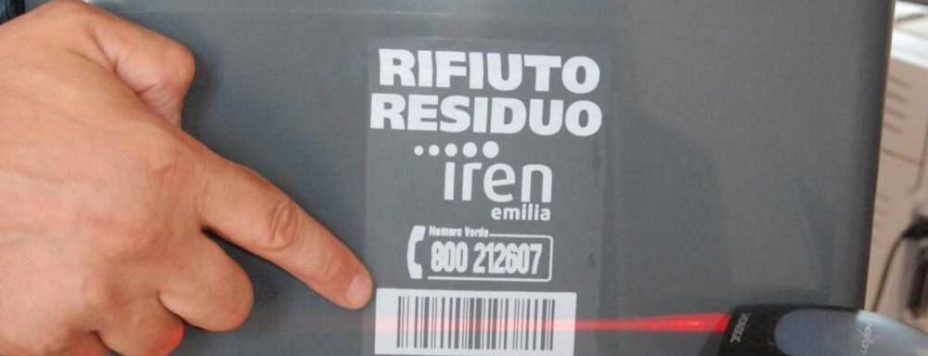 RIFIUTO
RESIDUO
iren
emilia
Numero Verde
800 212607